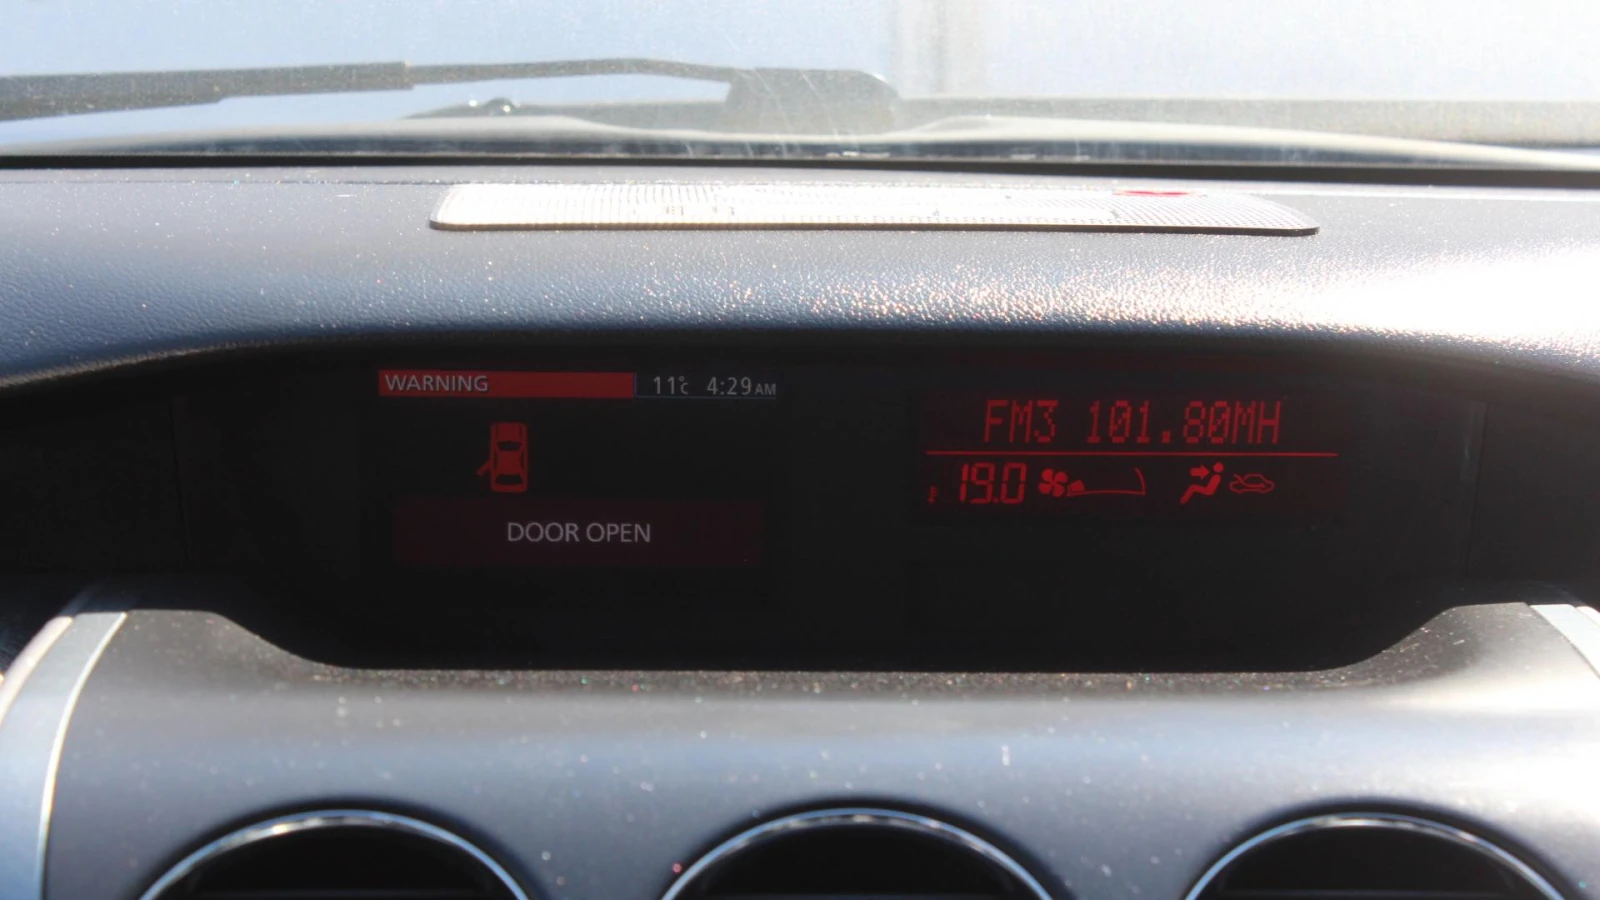 WARNING 11°C 4:29AM
DOOR OPEN
FM3 101.80MH
19.0